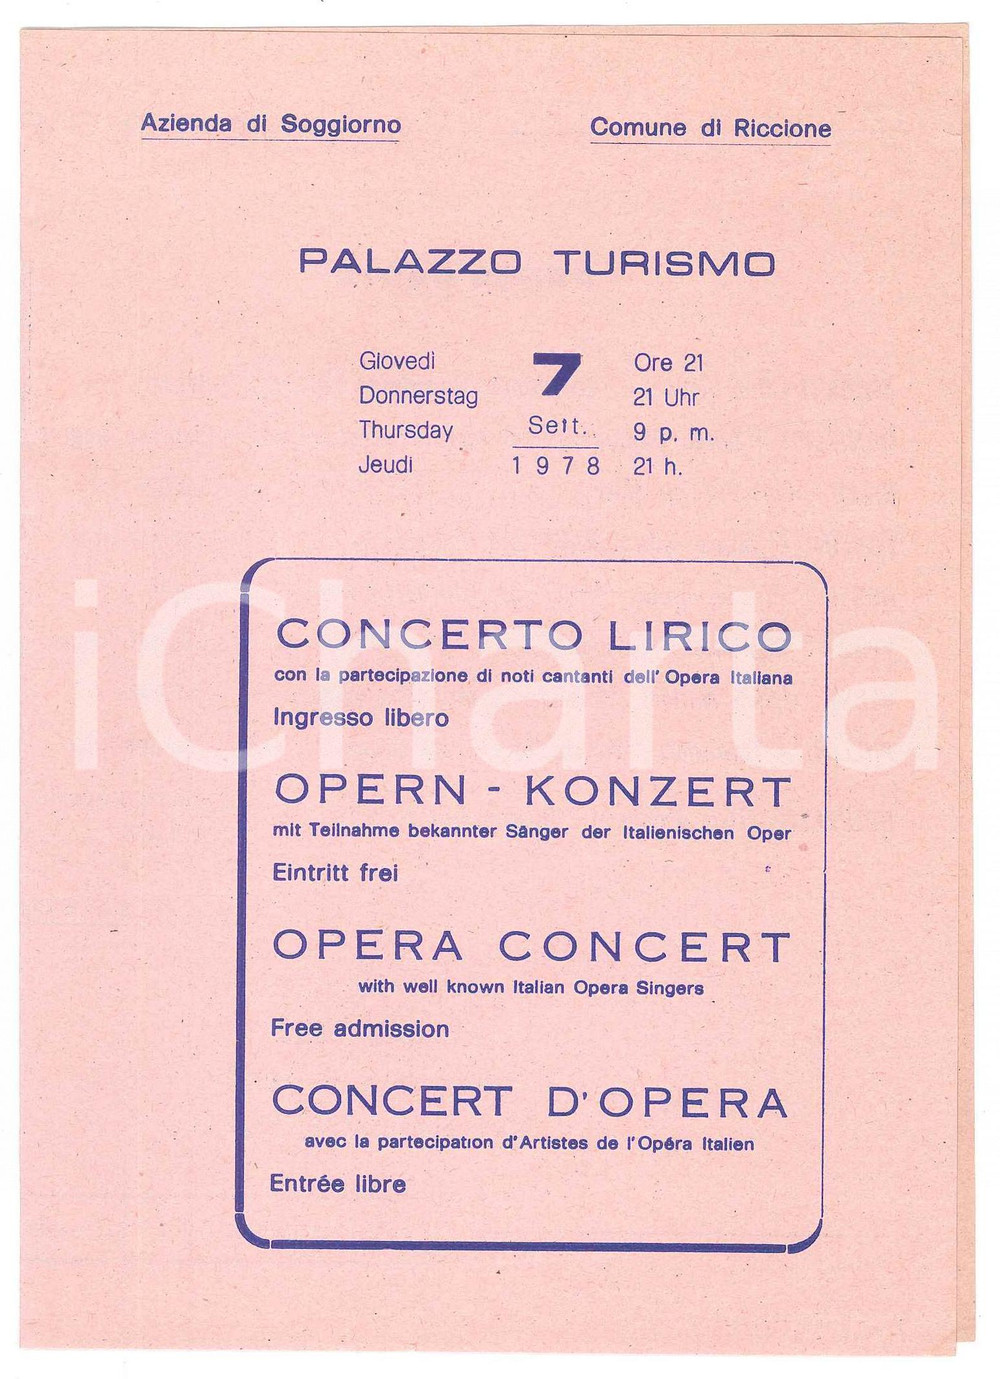 Azienda di Soggiorno
Comune di Riccione
PALAZZO TURISMO
Giovedì 7 Ore 21
Donnerstag 21 Uhr
Thursday Sett. 9 p. m.
Jeudi 1978 21 h.
CONCERTO LIRICO
con la partecipazione di noti cantanti dell' Opera Italiana
Ingresso libero
OPERN - KONZERT
mit Teilnahme bekannter Sänger der Italienischen Oper
Eintritt frei
OPERA CONCERT
with well known Italian Opera Singers
Free admission
CONCERT D'OPERA
avec la partecipation d'Artistes de l'Opéra Italien
Entrée libre
iCharta